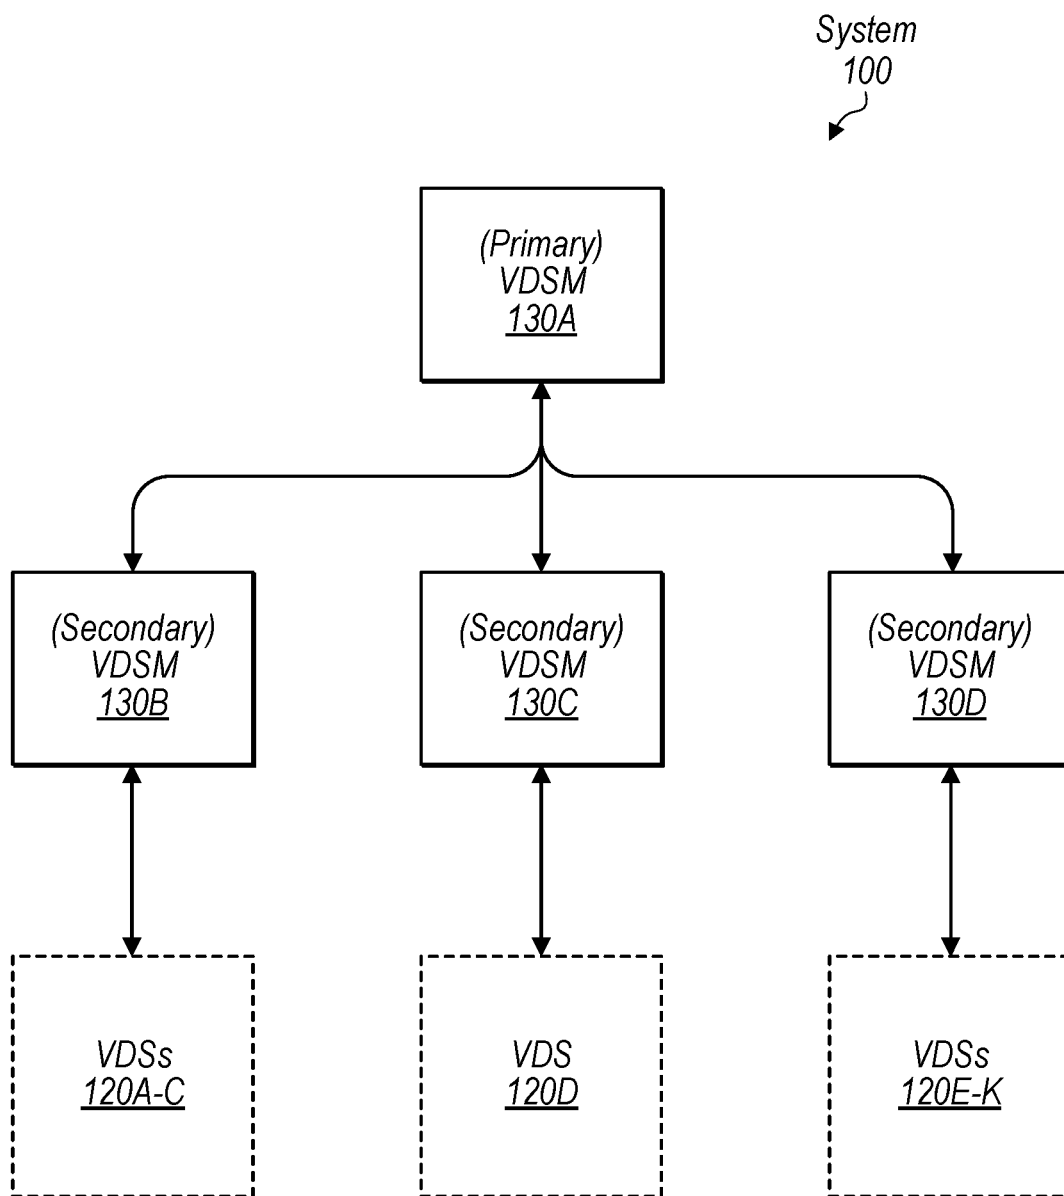 System
100
(Primary)
VDSM
130A
(Secondary)
VDSM
130B
(Secondary)
VDSM
130C
(Secondary)
VDSM
130D
VDSs
120A-C
VDS
120D
VDSs
120E-K